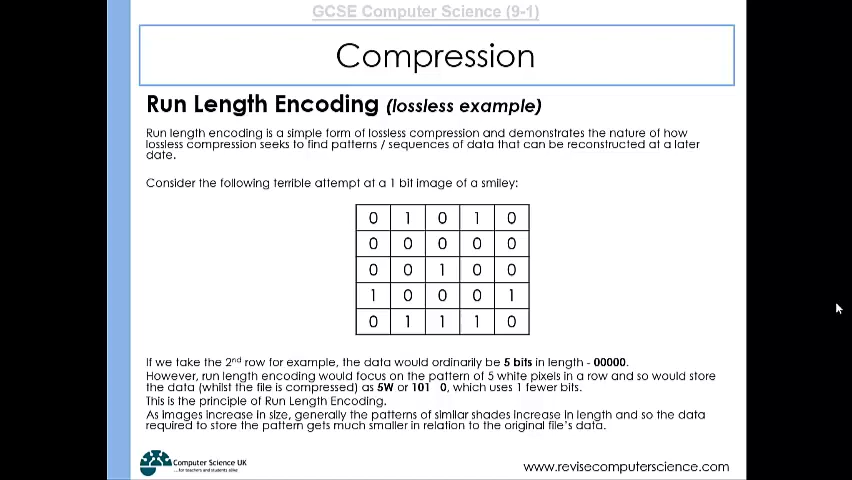 GCSE Computer Science (9-1)
Compression
Run Length Encoding (lossless example)
Run length encoding is a simple form of lossless compression and demonstrates the nature of how
lossless compression seeks to find patterns / sequences of data that can be reconstructed at a later
date.
Consider the following terrible attempt at a 1 bit image of a smiley:
0 1 0 1 0
0 0 0 0 0
0 0 1 0 0
1 0 0 0 1
0 1 1 1 0
If we take the 2nd row for example, the data would ordinarily be 5 bits in length - 00000.
However, run length encoding would focus on the pattern of 5 white pixels in a row and so would store
the data (whilst the file is compressed) as 5W or 101 0, which uses 1 fewer bits.
This is the principle of Run Length Encoding.
As images increase in size, generally the patterns of similar shades increase in length and so the data
required to store the pattern gets much smaller in relation to the original file's data.
Computer Science UK
...for teachers and students alike
www.revisecomputerscience.com